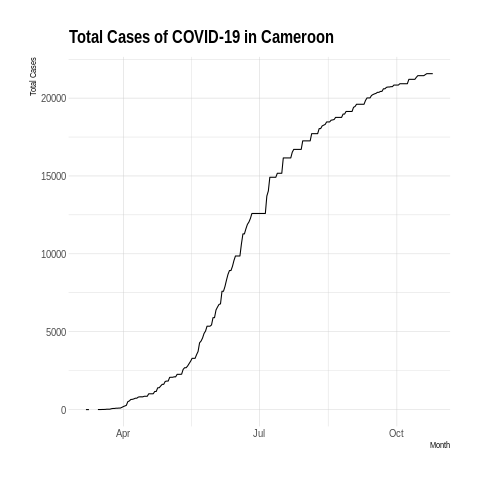 Total Cases of COVID-19 in Cameroon
Total Cases
20000
15000
10000
5000
0
Apr Jul Oct
Month